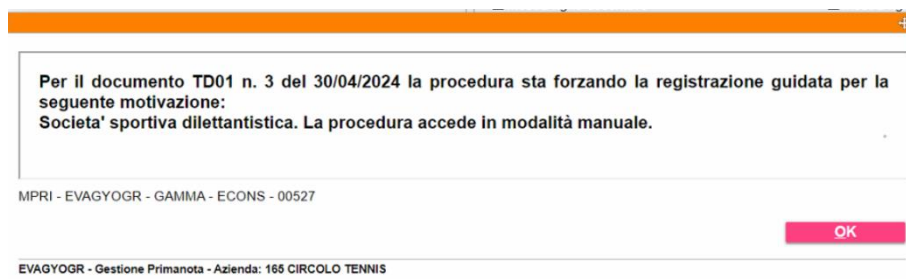 Per il documento TD01 n. 3 del 30/04/2024 la procedura sta forzando la registrazione guidata per la
seguente motivazione:
Societa' sportiva dilettantistica. La procedura accede in modalità manuale.
MPRI - EVAGYOGR - GAMMA - ECONS - 00527
OK
EVAGYOGR - Gestione Primanota - Azienda: 165 CIRCOLO TENNIS